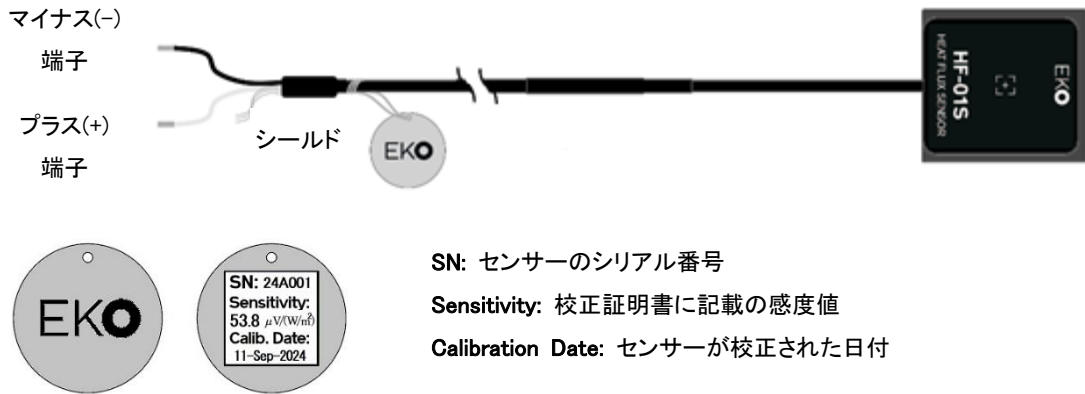 マイナス(-)
端子
プラス(+)
端子
シールド
EKO
HF-01S
HEAT FLUX SENSOR
EKO
EKO
SN: 24A001
Sensitivity:
53.8 μV/(W/㎡)
Calib. Date:
11-Sep-2024
SN: センサーのシリアル番号
Sensitivity: 校正証明書に記載の感度値
Calibration Date: センサーが校正された日付